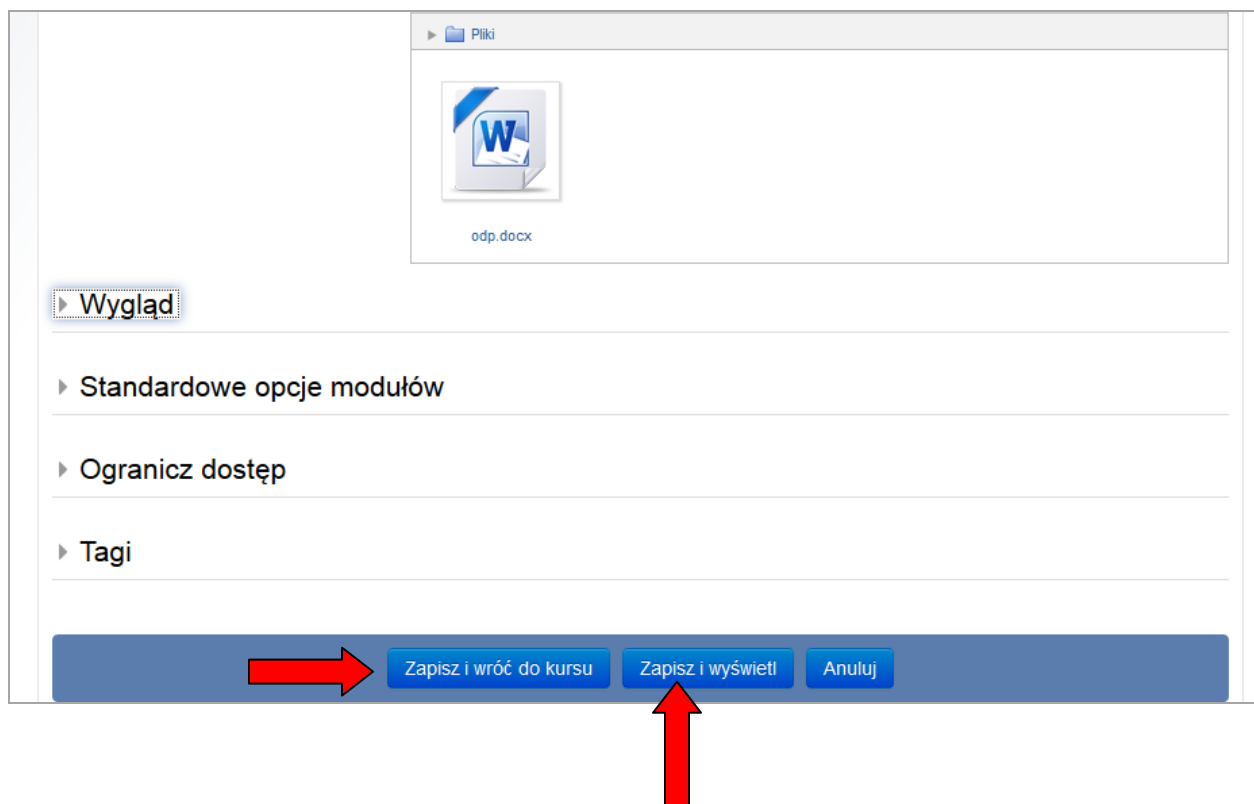 Pliki
W
odp.docx
Wygląd
Standardowe opcje modułów
Ogranicz dostęp
Tagi
Zapisz i wróć do kursu Zapisz i wyświetl Anuluj